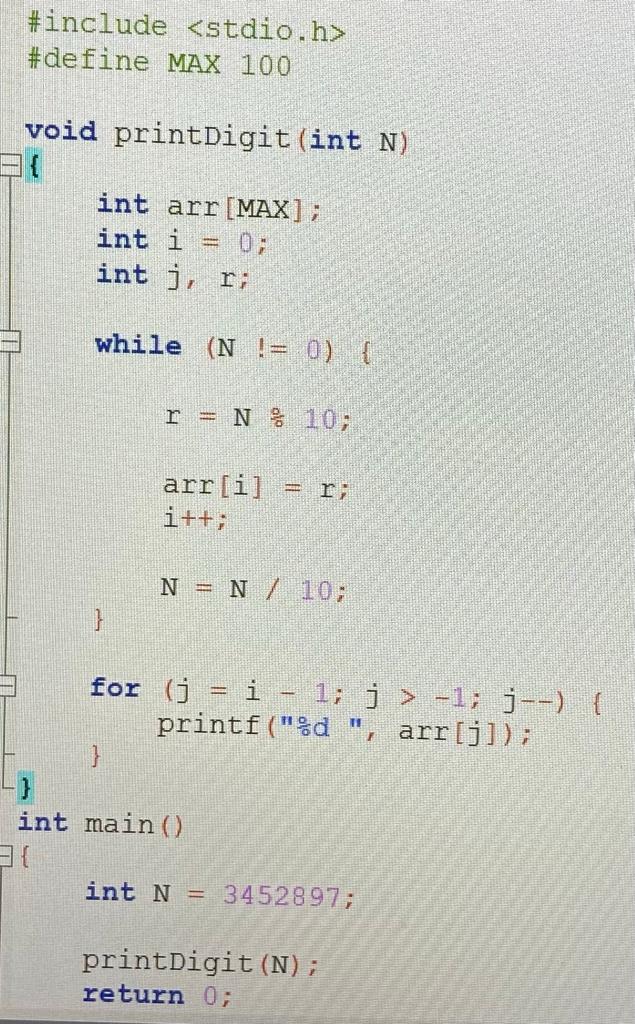 #include <stdio.h>
#define MAX 100
void printDigit(int N)
{
int arr[MAX];
int i = 0;
int j, r;
while (N != 0) {
r = N % 10;
arr[i] = r;
i++;
N = N / 10;
}
for (j = i - 1; j > -1; j--) {
printf("%d ", arr[j]);
}
}
int main()
{
int N = 3452897;
printDigit(N);
return 0;